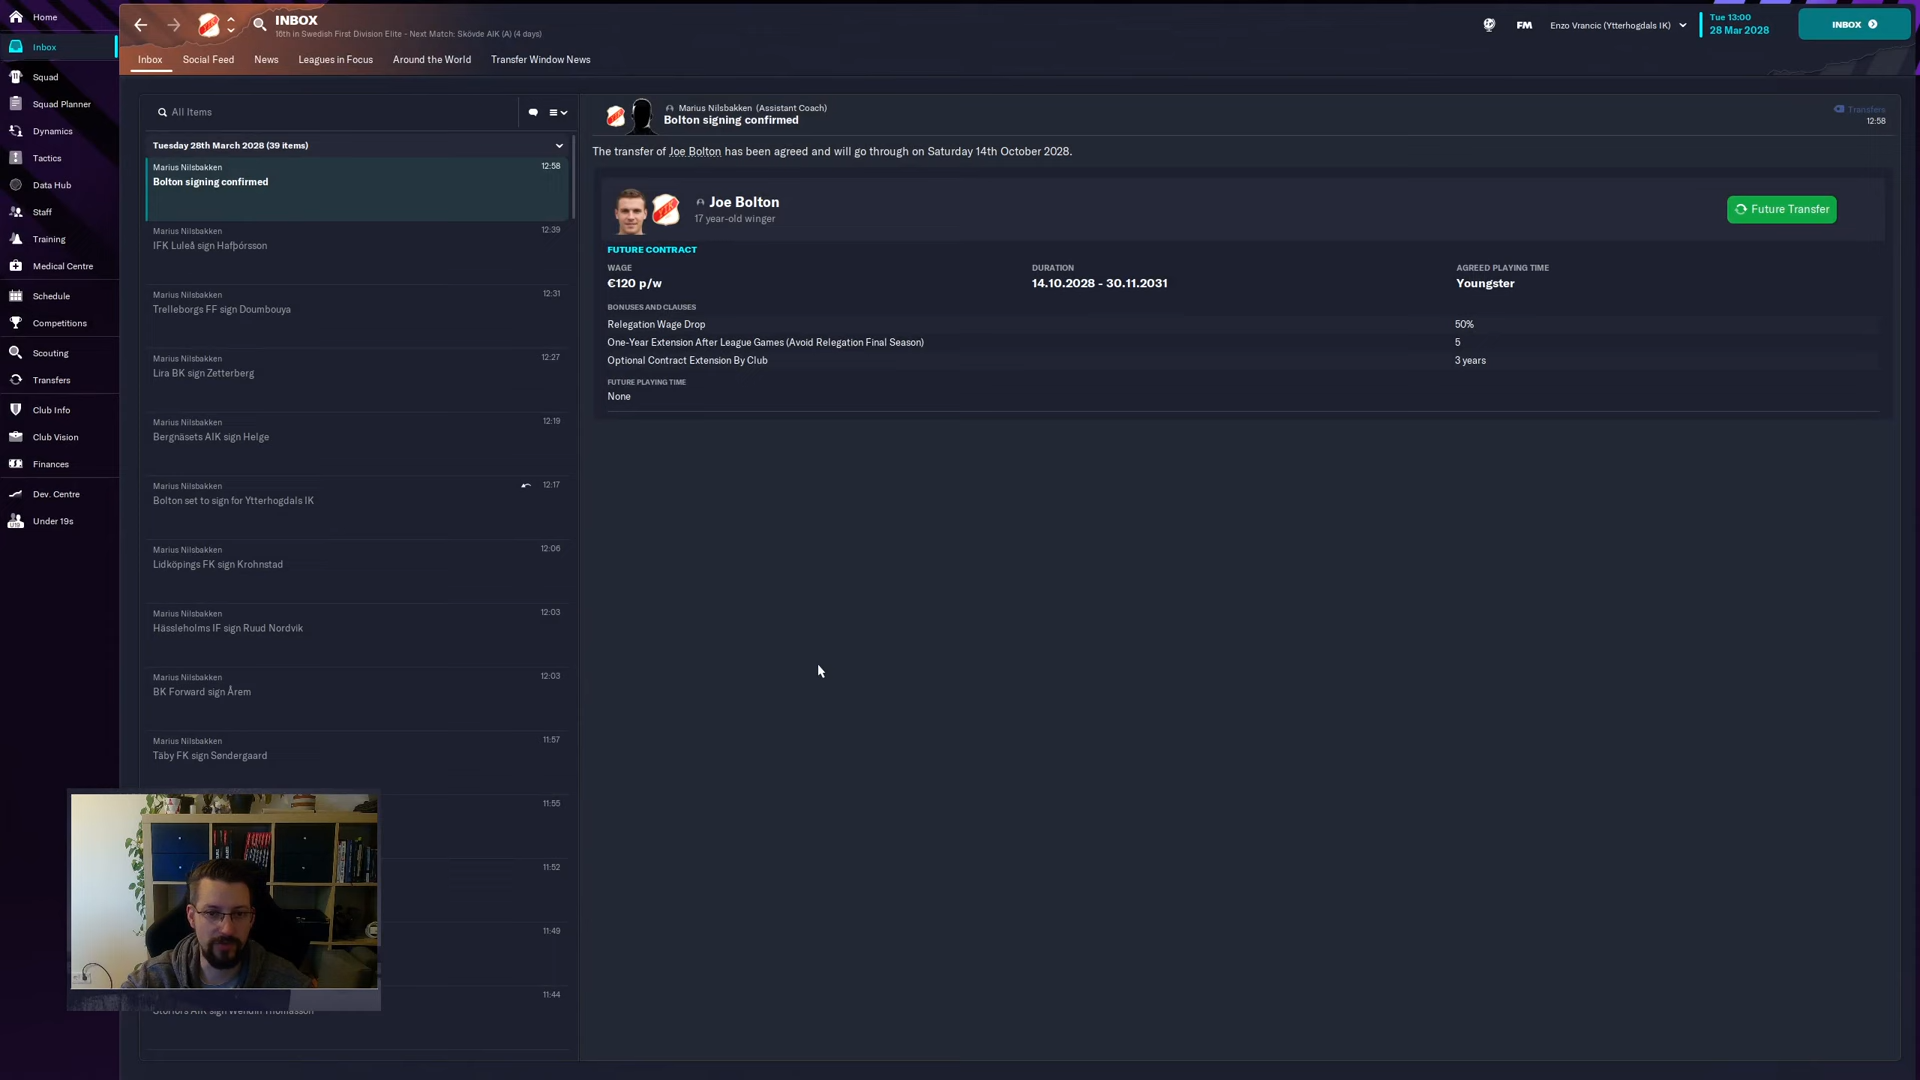 Home
Inbox
Squad
Squad Planner
Dynamics
Tactics
Data Hub
Staff
Training
Medical Centre
Schedule
Competitions
Scouting
Transfers
Club Info
Club Vision
Finances
Dev. Centre
Under 19s
INBOX
16th in Swedish First Division Elite - Next Match: Skövde AIK (A) (4 days)
FM
Enzo Vrancic (Ytterhogdals IK)
Tue 13:00
28 Mar 2028
INBOX
Inbox
Social Feed
News
Leagues in Focus
Around the World
Transfer Window News
All Items
Tuesday 28th March 2028 (39 items)
Marius Nilsbakken 12:58
Bolton signing confirmed
Marius Nilsbakken 12:39
IFK Luleå sign Hafþórsson
Marius Nilsbakken 12:31
Trelleborgs FF sign Doumbouya
Marius Nilsbakken 12:27
Lira BK sign Zetterberg
Marius Nilsbakken 12:19
Bergnäsets AIK sign Helge
Marius Nilsbakken 12:17
Bolton set to sign for Ytterhogdals IK
Marius Nilsbakken 12:06
Lidköpings FK sign Krohnstad
Marius Nilsbakken 12:03
Hässleholms IF sign Ruud Nordvik
Marius Nilsbakken 12:03
BK Forward sign Årem
Marius Nilsbakken 11:57
Täby FK sign Søndergaard
11:55
11:52
11:49
11:44
Marius Nilsbakken (Assistant Coach)
Bolton signing confirmed
Transfers
12:58
The transfer of Joe Bolton has been agreed and will go through on Saturday 14th October 2028.
Joe Bolton
17 year-old winger
Future Transfer
FUTURE CONTRACT
WAGE DURATION AGREED PLAYING TIME
€120 p/w 14.10.2028 - 30.11.2031 Youngster
BONUSES AND CLAUSES
Relegation Wage Drop 50%
One-Year Extension After League Games (Avoid Relegation Final Season) 5
Optional Contract Extension By Club 3 years
FUTURE PLAYING TIME
None